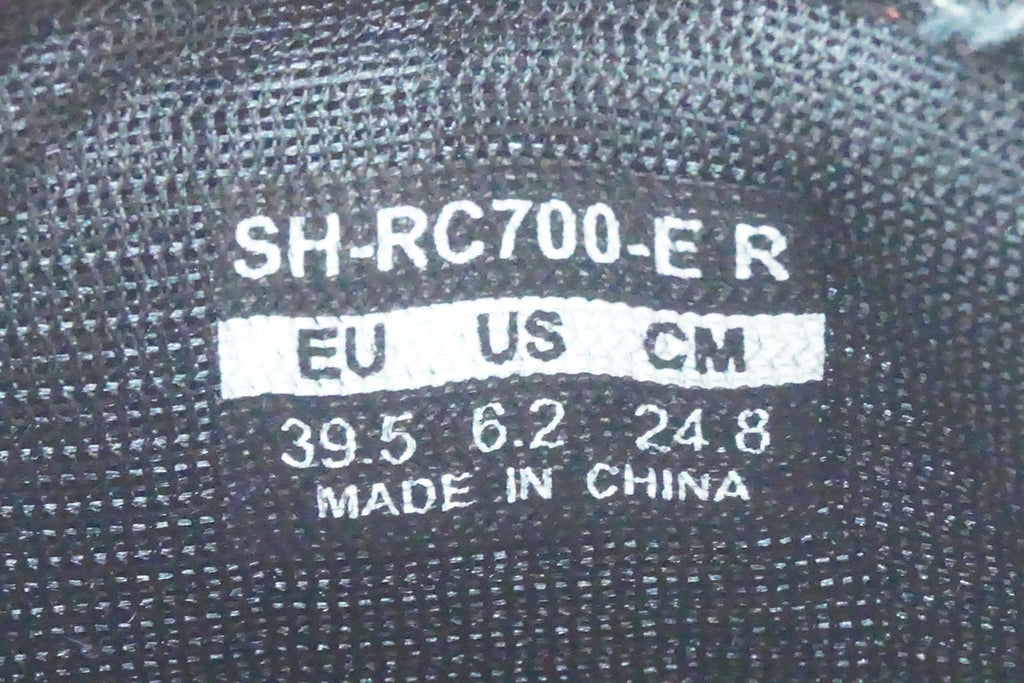 SH-RC700-E R
EU US CM
39.5 6.2 24.8
MADE IN CHINA